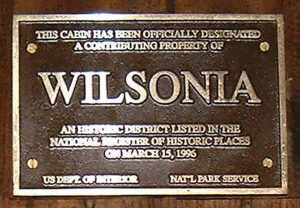 THIS CABIN HAS BEEN OFFICIALLY DESIGNATED
A CONTRIBUTING PROPERTY OF
WILSONIA
AN HISTORIC DISTRICT LISTED IN THE
NATIONAL REGISTER OF HISTORIC PLACES
ON MARCH 15, 1996
US DEPT. OF INTERIOR NAT'L PARK SERVICE